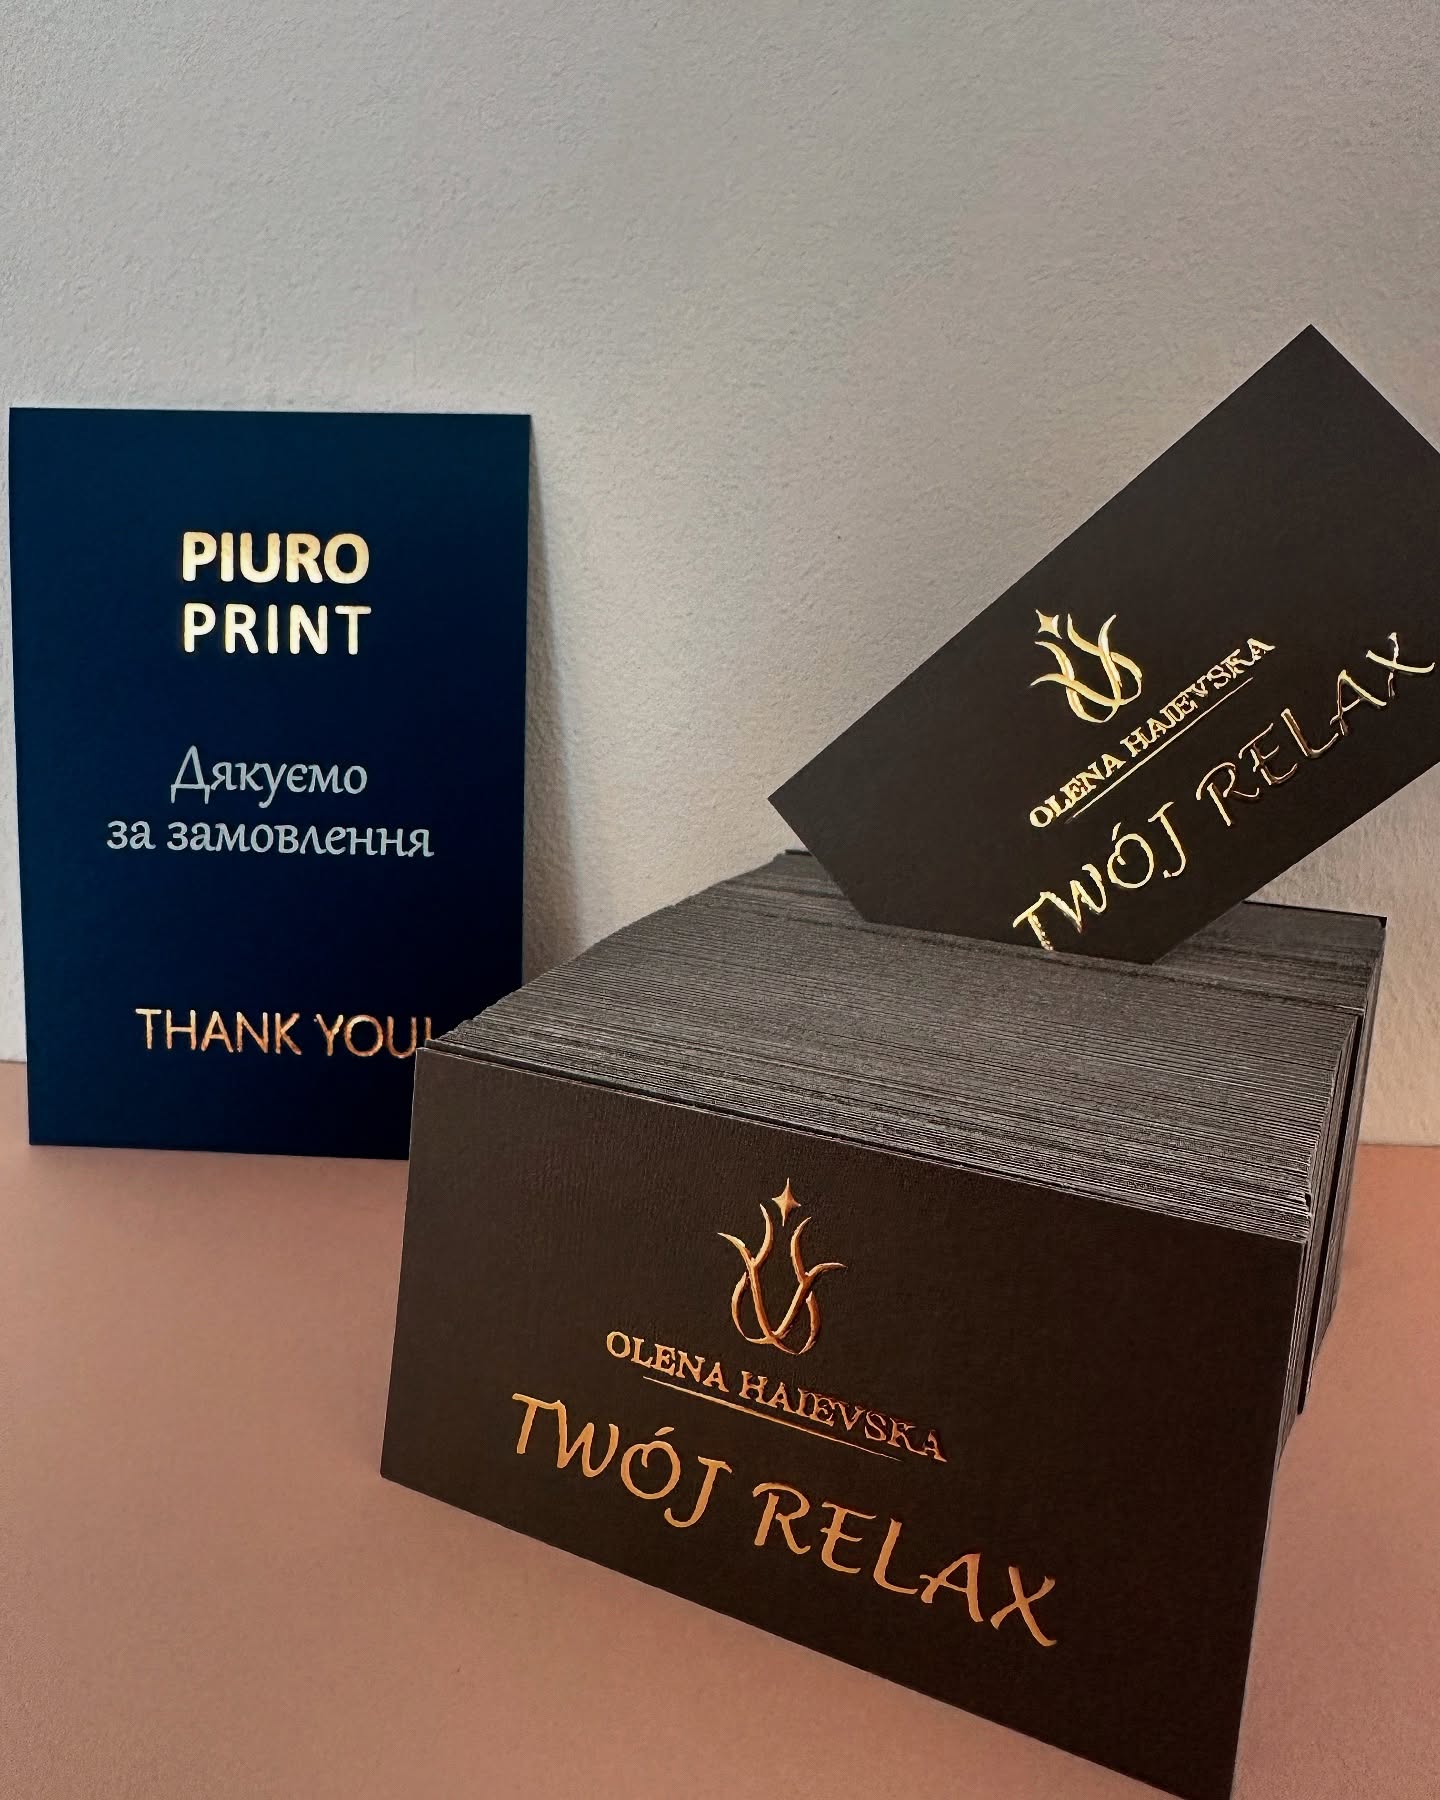 PIURO
PRINT
Дякуємо
за замовлення
THANK YOU!
OLENA HAIEVSKA
TWÓJ RELAX
OLENA HAIEVSKA
TWÓJ RELAX